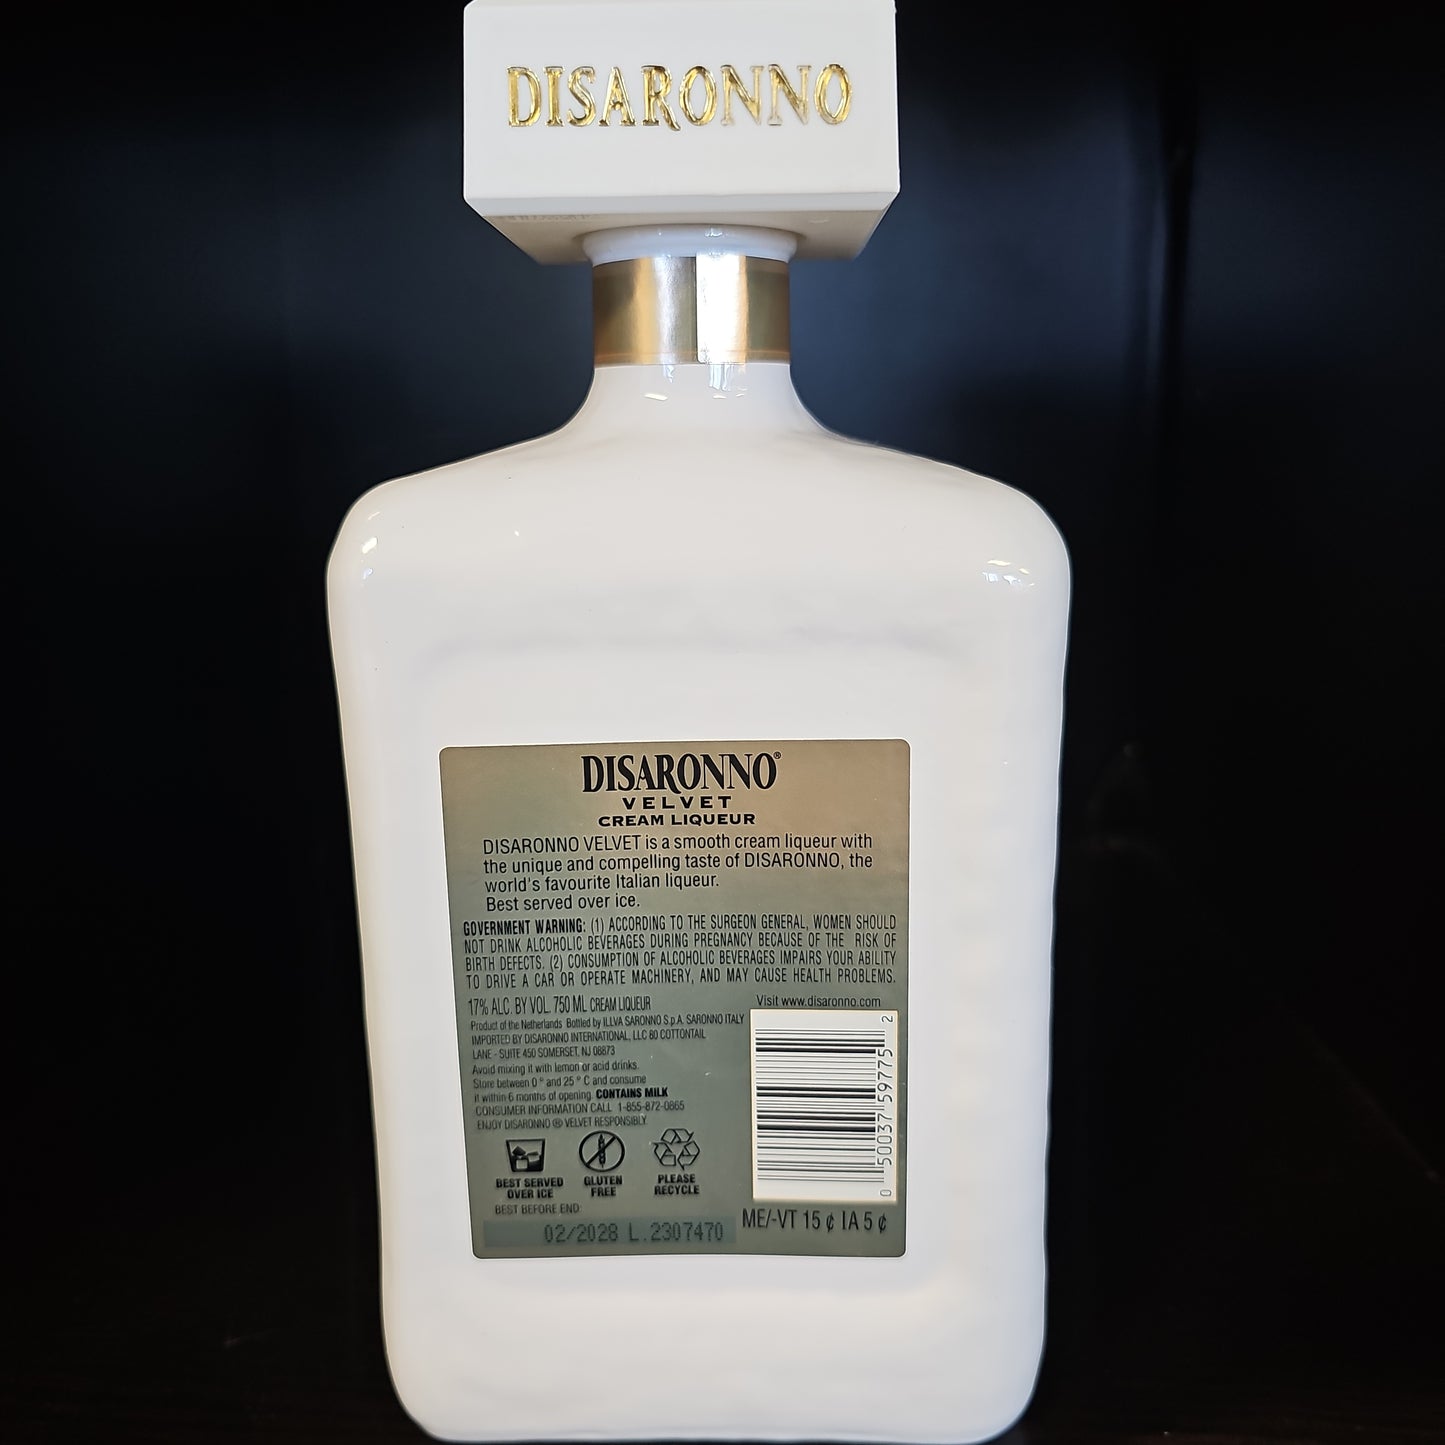 DISARONNO
DISARONNO®
VELVET
CREAM LIQUEUR
DISARONNO VELVET is a smooth cream liqueur with
the unique and compelling taste of DISARONNO, the
world's favourite Italian liqueur.
Best served over ice.
GOVERNMENT WARNING: (1) ACCORDING TO THE SURGEON GENERAL, WOMEN SHOULD
NOT DRINK ALCOHOLIC BEVERAGES DURING PREGNANCY BECAUSE OF THE RISK OF
BIRTH DEFECTS. (2) CONSUMPTION OF ALCOHOLIC BEVERAGES IMPAIRS YOUR ABILITY
TO DRIVE A CAR OR OPERATE MACHINERY, AND MAY CAUSE HEALTH PROBLEMS.
17% ALC. BY VOL. 750 ML CREAM LIQUEUR
Product of the Netherlands Bottled by ILLVA SARONNO S.p.A. SARONNO ITALY
IMPORTED BY DISARONNO INTERNATIONAL, LLC 80 COTTONTAIL
LANE - SUITE 450 SOMERSET, NJ 08873
Avoid mixing it with lemon or acid drinks.
Store between 0° and 25° C and consume
it within 6 months of opening. CONTAINS MILK
CONSUMER INFORMATION CALL 1-855-872-0865
ENJOY DISARONNO ® VELVET RESPONSIBLY.
Visit www.disaronno.com
0 50037 59775 2
BEST SERVED
OVER ICE
GLUTEN
FREE
PLEASE
RECYCLE
BEST BEFORE END:
02/2028 L.2307470
ME/-VT 15 ¢ IA 5 ¢